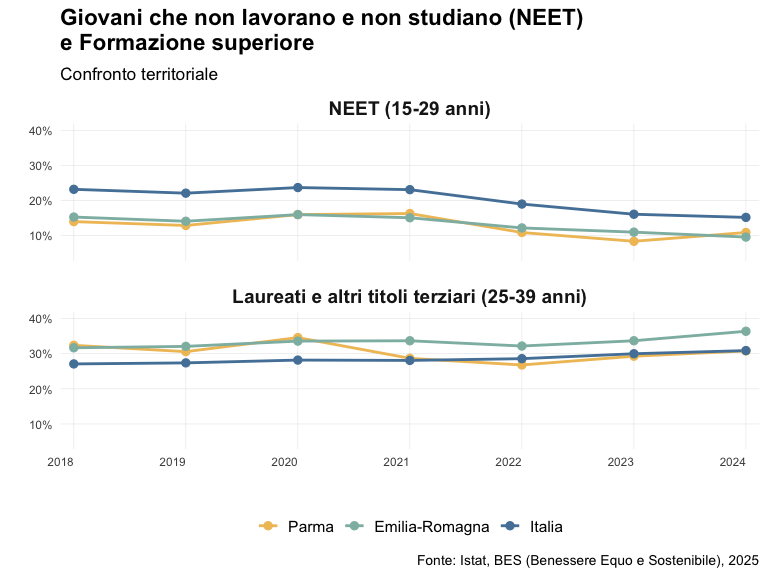 Giovani che non lavorano e non studiano (NEET)
e Formazione superiore
Confronto territoriale
NEET (15-29 anni)
40%
30%
20%
10%
Laureati e altri titoli terziari (25-39 anni)
40%
30%
20%
10%
2018 2019 2020 2021 2022 2023 2024
Parma Emilia-Romagna Italia
Fonte: Istat, BES (Benessere Equo e Sostenibile), 2025